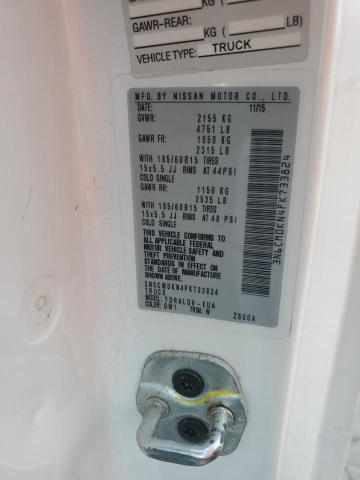 KG ( LB)
GAWR-REAR:
KG ( LB)
VEHICLE TYPE: TRUCK
MFD. BY NISSAN MOTOR CO., LTD.
DATE: 11/15
GVWR: 2155 KG
4751 LB
GAWR FR: 1050 KG
2315 LB
WITH 185/60R15 TIRES
15x5.5 JJ RIMS AT 44PSI
COLD SINGLE
GAWR RR: 1150 KG
2535 LB
WITH 185/60R15 TIRES
15x5.5 JJ RIMS AT 48 PSI
COLD SINGLE
THIS VEHICLE CONFORMS TO
ALL APPLICABLE FEDERAL
MOTOR VEHICLE SAFETY AND
THEFT PREVENTION
STANDARDS IN EFFECT ON THE
DATE OF MANUFACTURE
SHOWN ABOVE.
3N6CM0KN4FK733824
TRUCK
MODEL:
COLOR: QM1 TRIM: W 2S00A
3N6CM0KN4FK733824